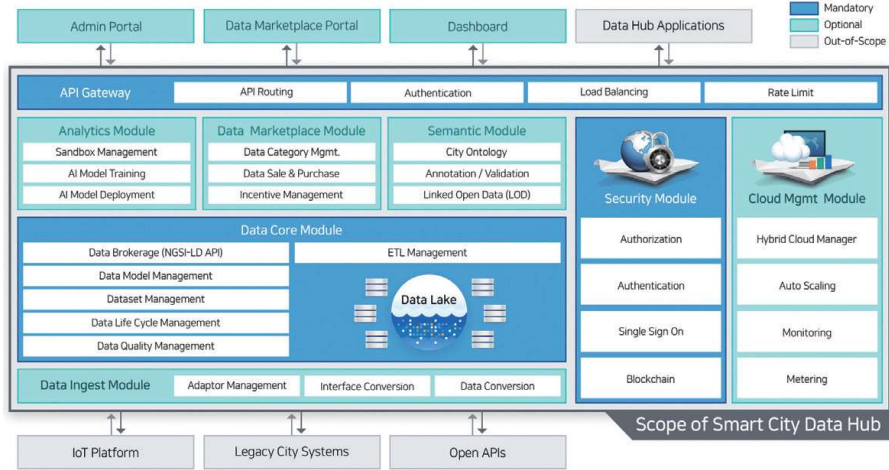 Admin Portal
Data Marketplace Portal
Dashboard
Data Hub Applications
Mandatory
Optional
Out-of-Scope
API Gateway
API Routing
Authentication
Load Balancing
Rate Limit
Analytics Module
Sandbox Management
AI Model Training
AI Model Deployment
Data Marketplace Module
Data Category Mgmt.
Data Sale & Purchase
Incentive Management
Semantic Module
City Ontology
Annotation / Validation
Linked Open Data (LOD)
Security Module
Authorization
Authentication
Single Sign On
Blockchain
Cloud Mgmt Module
Hybrid Cloud Manager
Auto Scaling
Monitoring
Metering
Data Core Module
Data Brokerage (NGSI-LD API)
Data Model Management
Dataset Management
Data Life Cycle Management
Data Quality Management
ETL Management
Data Lake
Data Ingest Module
Adaptor Management
Interface Conversion
Data Conversion
Scope of Smart City Data Hub
IoT Platform
Legacy City Systems
Open APIs